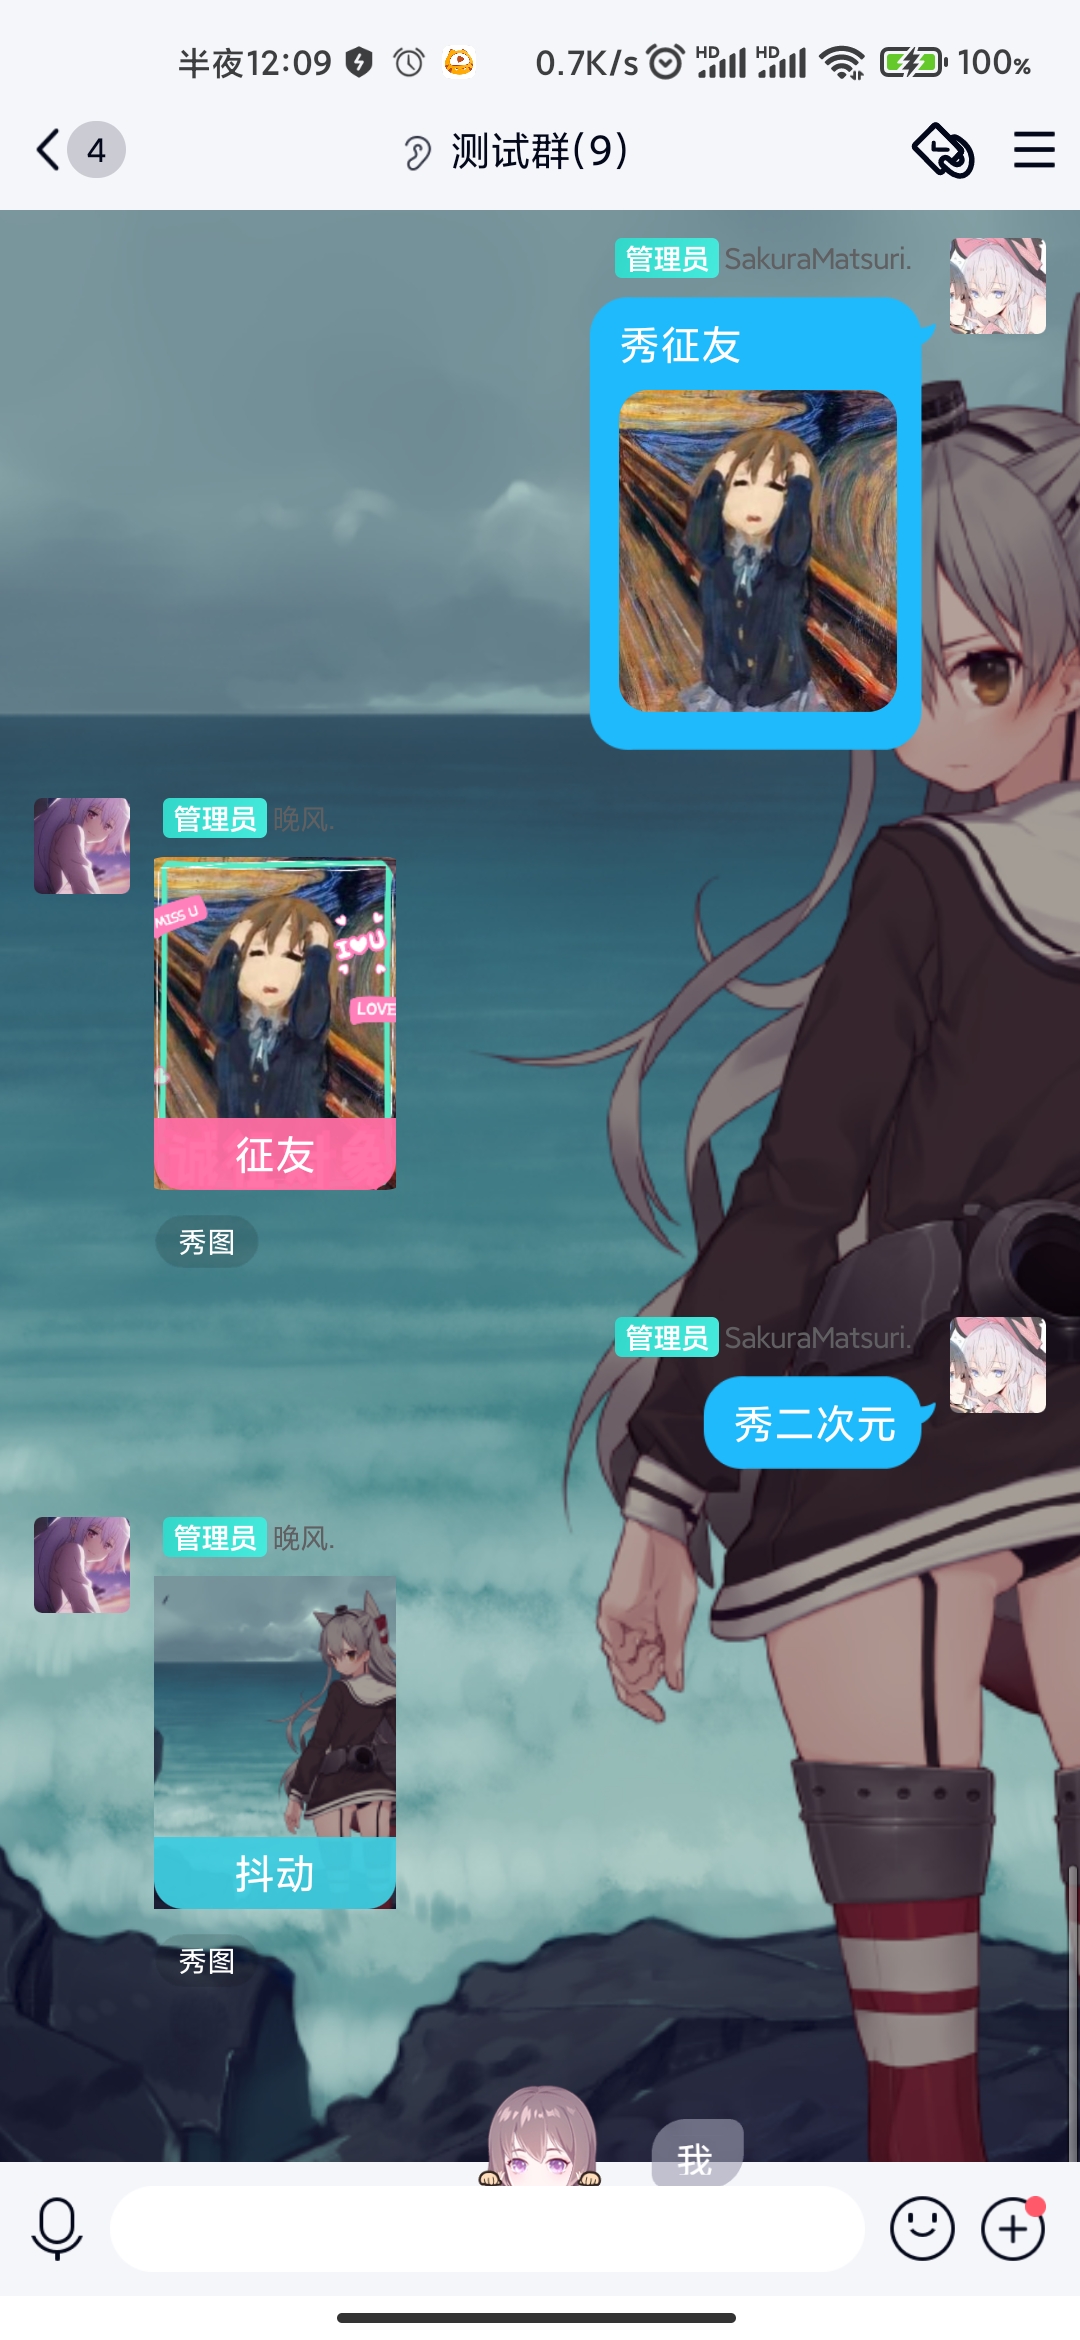 半夜12:09
0.7K/s HD HD 100%
4 测试群(9)
管理员 SakuraMatsuri.
秀征友
管理员 晚风.
MISS U
I♥U
LOVE
征友
秀图
管理员 SakuraMatsuri.
秀二次元
管理员 晚风.
抖动
秀图
我